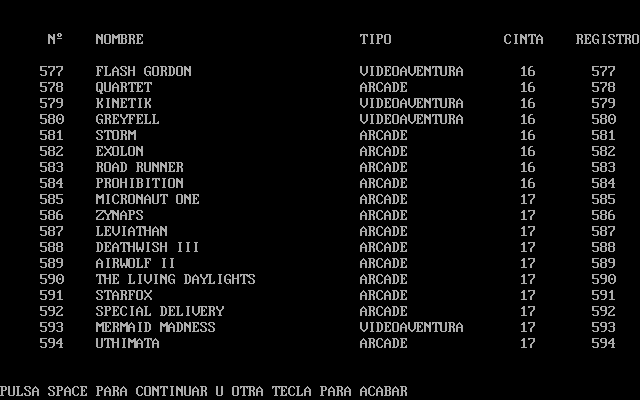 Nº NOMBRE TIPO CINTA REGISTRO
577 FLASH GORDON VIDEOAVENTURA 16 577
578 QUARTET ARCADE 16 578
579 KINETIK VIDEOAVENTURA 16 579
580 GREYFELL VIDEOAVENTURA 16 580
581 STORM ARCADE 16 581
582 EXOLON ARCADE 16 582
583 ROAD RUNNER ARCADE 16 583
584 PROHIBITION ARCADE 16 584
585 MICRONAUT ONE ARCADE 17 585
586 ZYNAPS ARCADE 17 586
587 LEVIATHAN ARCADE 17 587
588 DEATHWISH III ARCADE 17 588
589 AIRWOLF II ARCADE 17 589
590 THE LIVING DAYLIGHTS ARCADE 17 590
591 STARFOX ARCADE 17 591
592 SPECIAL DELIVERY ARCADE 17 592
593 MERMAID MADNESS VIDEOAVENTURA 17 593
594 UTHIMATA ARCADE 17 594
PULSA SPACE PARA CONTINUAR U OTRA TECLA PARA ACABAR